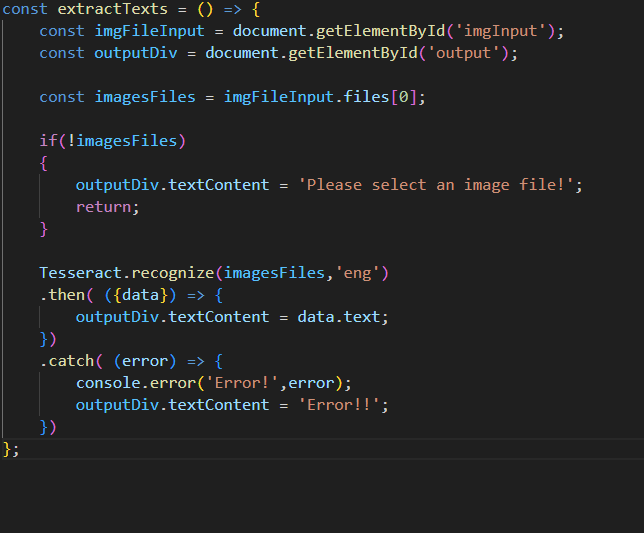 const extractTexts = () => {
const imgFileInput = document.getElementById('imgInput');
const outputDiv = document.getElementById('output');
const imagesFiles = imgFileInput.files[0];
if(!imagesFiles)
{
outputDiv.textContent = 'Please select an image file!';
return;
}
Tesseract.recognize(imagesFiles,'eng')
.then( ({data}) => {
outputDiv.textContent = data.text;
})
.catch( (error) => {
console.error('Error!',error);
outputDiv.textContent = 'Error!!';
})
};